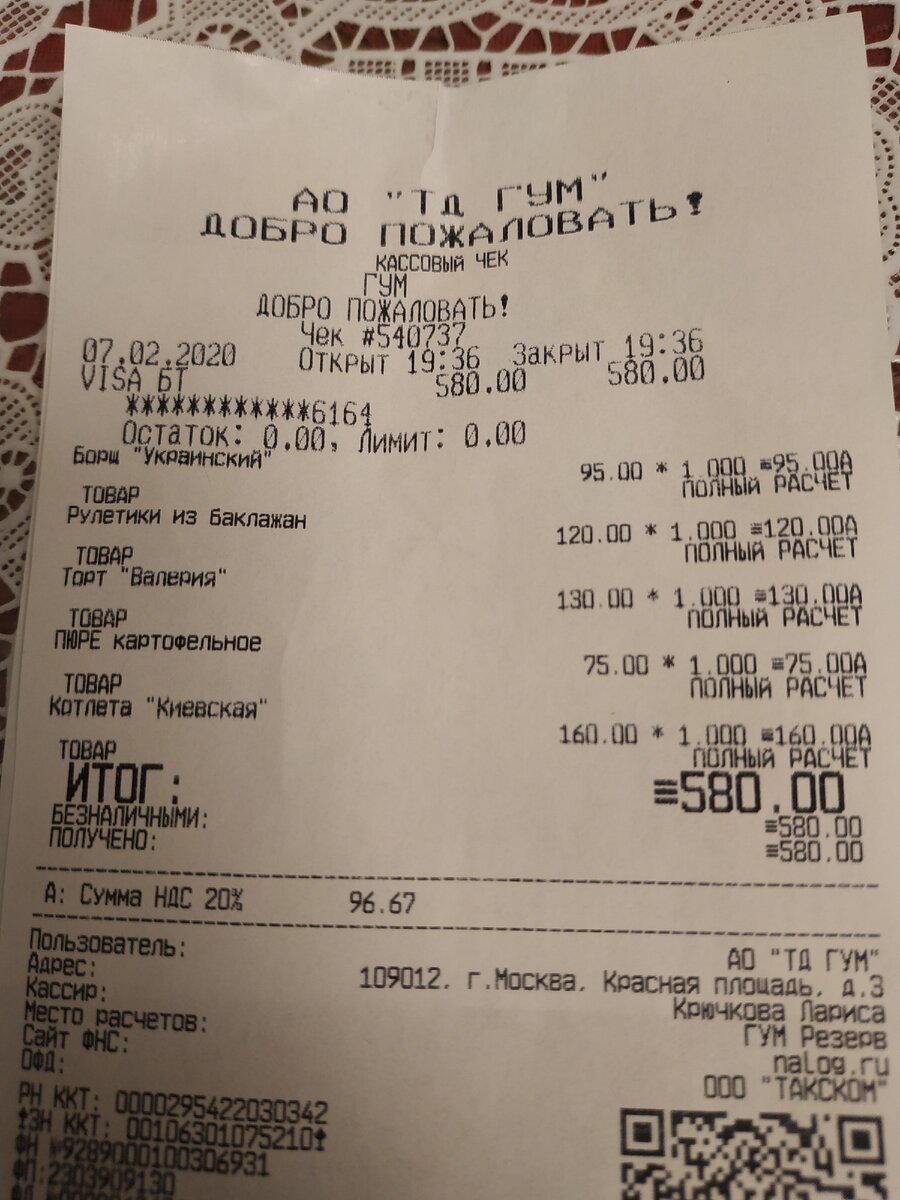 АО "Тд ГУМ"
ДОБРО ПОЖАЛОВАТЬ!
КАССОВЫЙ ЧЕК
ГУМ
ДОБРО ПОЖАЛОВАТЬ!
Чек #540737
07.02.2020 Открыт 19:36 Закрыт 19:36
VISA БТ 580.00 580.00
************6164
Остаток: 0.00, Лимит: 0.00
Борщ "Украинский"
95.00 * 1.000 ≡95.00А
ПОЛНЫЙ РАСЧЕТ
ТОВАР
Рулетики из баклажан
120.00 * 1.000 ≡120.00А
ПОЛНЫЙ РАСЧЕТ
ТОВАР
Торт "Валерия"
130.00 * 1.000 ≡130.00А
ПОЛНЫЙ РАСЧЕТ
ТОВАР
ПЮРЕ картофельное
75.00 * 1.000 ≡75.00А
ПОЛНЫЙ РАСЧЕТ
ТОВАР
Котлета "Киевская"
160.00 * 1.000 ≡160.00А
ПОЛНЫЙ РАСЧЕТ
ТОВАР
ИТОГ: ≡580.00
БЕЗНАЛИЧНЫМИ: ≡580.00
ПОЛУЧЕНО: ≡580.00
А: Сумма НДС 20% 96.67
Пользователь: АО "ТД ГУМ"
Адрес: 109012, г.Москва, Красная площадь, д.3
Кассир: Крючкова Лариса
Место расчетов: ГУМ Резерв
Сайт ФНС: nalog.ru
ОФД: ООО "ТАКСКОМ"
РН ККТ: 0000295422030342
ЗН ККТ: 00106301075210
ФН №9289000100306931
ФП:2303909130